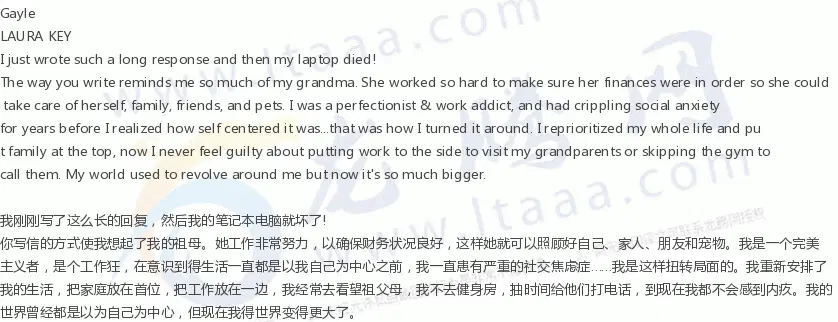 Gayle
LAURA KEY
I just wrote such a long response and then my laptop died!
The way you write reminds me so much of my grandma. She worked so hard to make sure her finances were in order so she could
take care of herself, family, friends, and pets. I was a perfectionist & work addict, and had crippling social anxiety
for years before I realized how self centered it was...that was how I turned it around. I reprioritized my whole life and pu
t family at the top, now I never feel guilty about putting work to the side to visit my grandparents or skipping the gym to
call them. My world used to revolve around me but now it's so much bigger.
我刚刚写了这么长的回复，然后我的笔记本电脑就坏了!
你写信的方式使我想起了我的祖母。她工作非常努力，以确保财务状况良好，这样她就可以照顾好自己、家人、朋友和宠物。我是一个完美
主义者，是个工作狂，在意识到得生活一直都是以我自己为中心之前，我一直患有严重的社交焦虑症……我是这样扭转局面的。我重新安排了
我的生活，把家庭放在首位，把工作放在一边，我经常去看望祖父母，我不去健身房，抽时间给他们打电话，到现在我都不会感到内疚。我的
世界曾经都是以为自己为中心，但现在我得世界变得更大了。
www.ltaaa.com
龙腾网
www.ltaaa.com